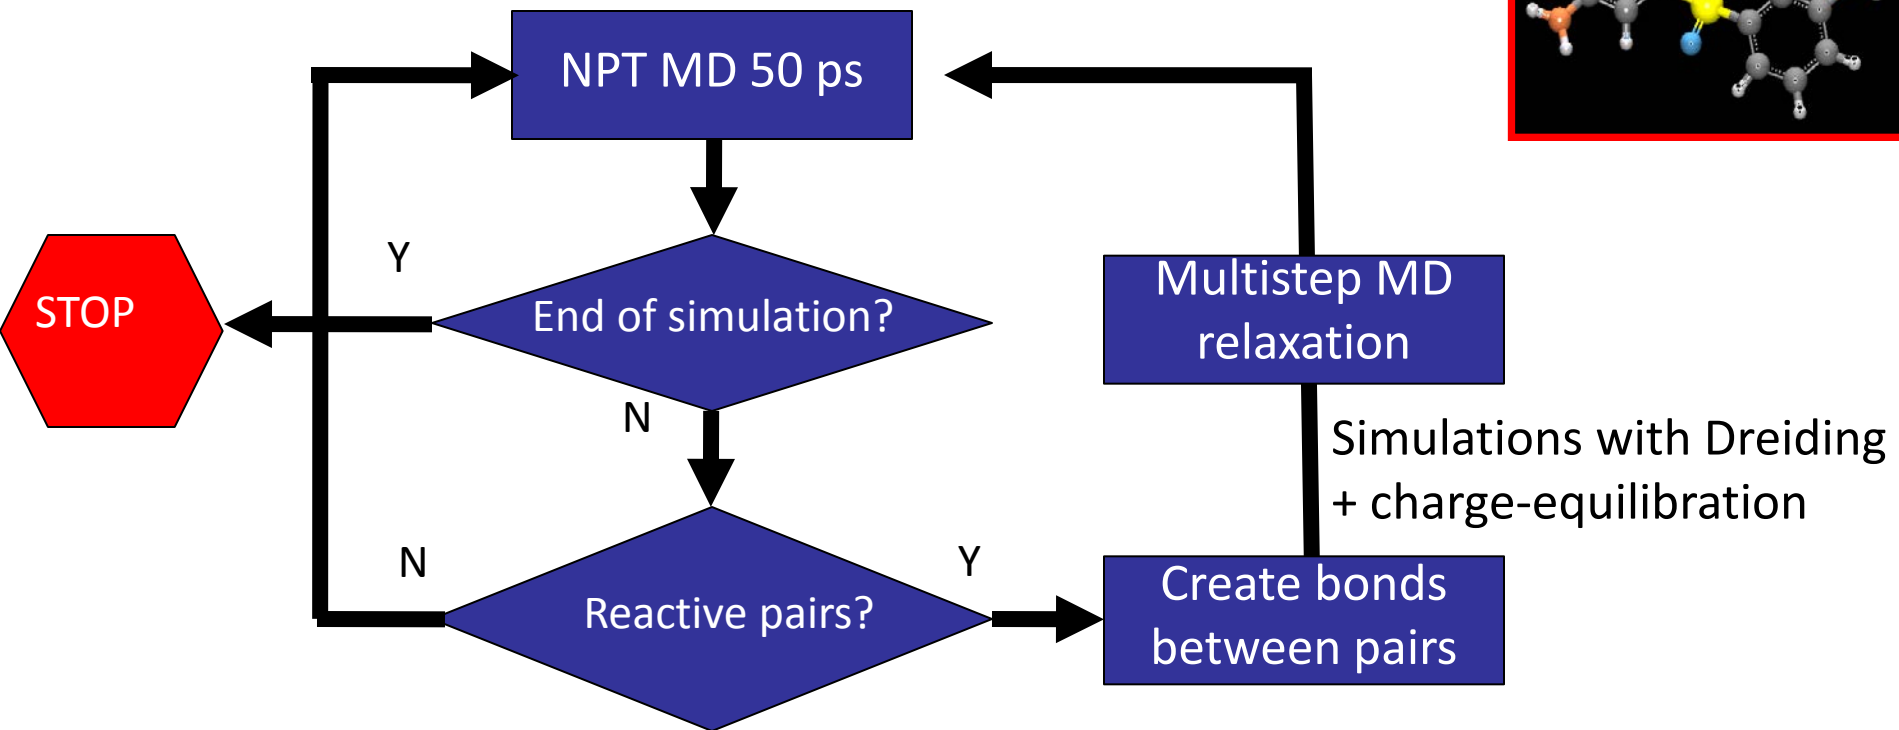 NPT MD 50 ps
Y
STOP
End of simulation?
Multistep MD
relaxation
N
Simulations with Dreiding
+ charge-equilibration
N
Reactive pairs?
Y
Create bonds
between pairs